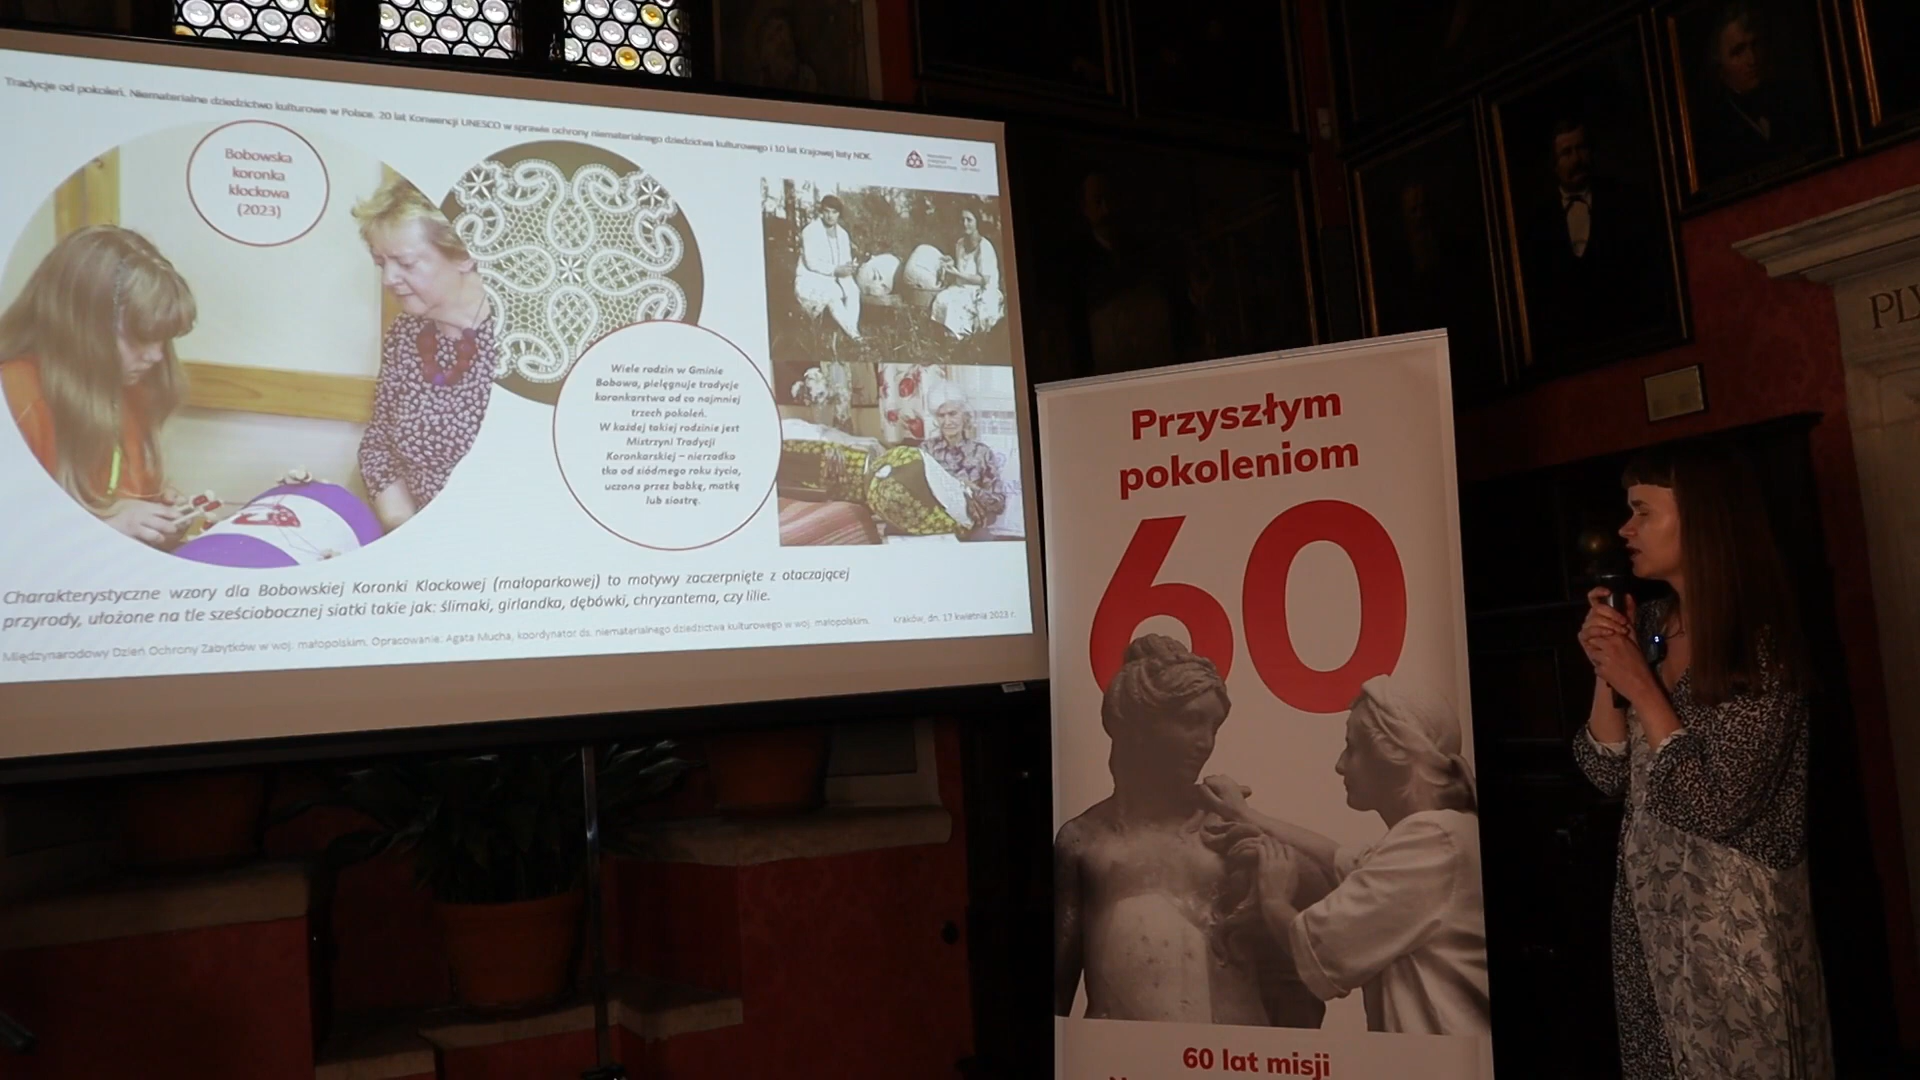 Tradycje od pokoleń. Niematerialne dziedzictwo kulturowe w Polsce. 20 lat Konwencji UNESCO w sprawie ochrony niematerialnego dziedzictwa kulturowego i 10 lat Krajowej listy NDK.
60
Bobowska
koronka
klockowa
(2023)
Wiele rodzin w Gminie
Bobowa, pielęgnuje tradycje
koronkarstwa od co najmniej
trzech pokoleń.
W każdej takiej rodzinie jest
Mistrzyni Tradycji
Koronkarskiej – nierzadko
tka od siódmego roku życia,
uczona przez babkę, matkę
lub siostrę.
Charakterystyczne wzory dla Bobowskiej Koronki Klockowej (małoparkowej) to motywy zaczerpnięte z otaczającej
przyrody, ułożone na tle sześciobocznej siatki takie jak: ślimaki, girlandka, dębówki, chryzantema, czy lilie.
Międzynarodowy Dzień Ochrony Zabytków w woj. małopolskim. Opracowanie: Agata Mucha, koordynator ds. niematerialnego dziedzictwa kulturowego w woj. małopolskim.
Kraków, dn. 17 kwietnia 2023 r.
Przyszłym
pokoleniom
60
60 lat misji